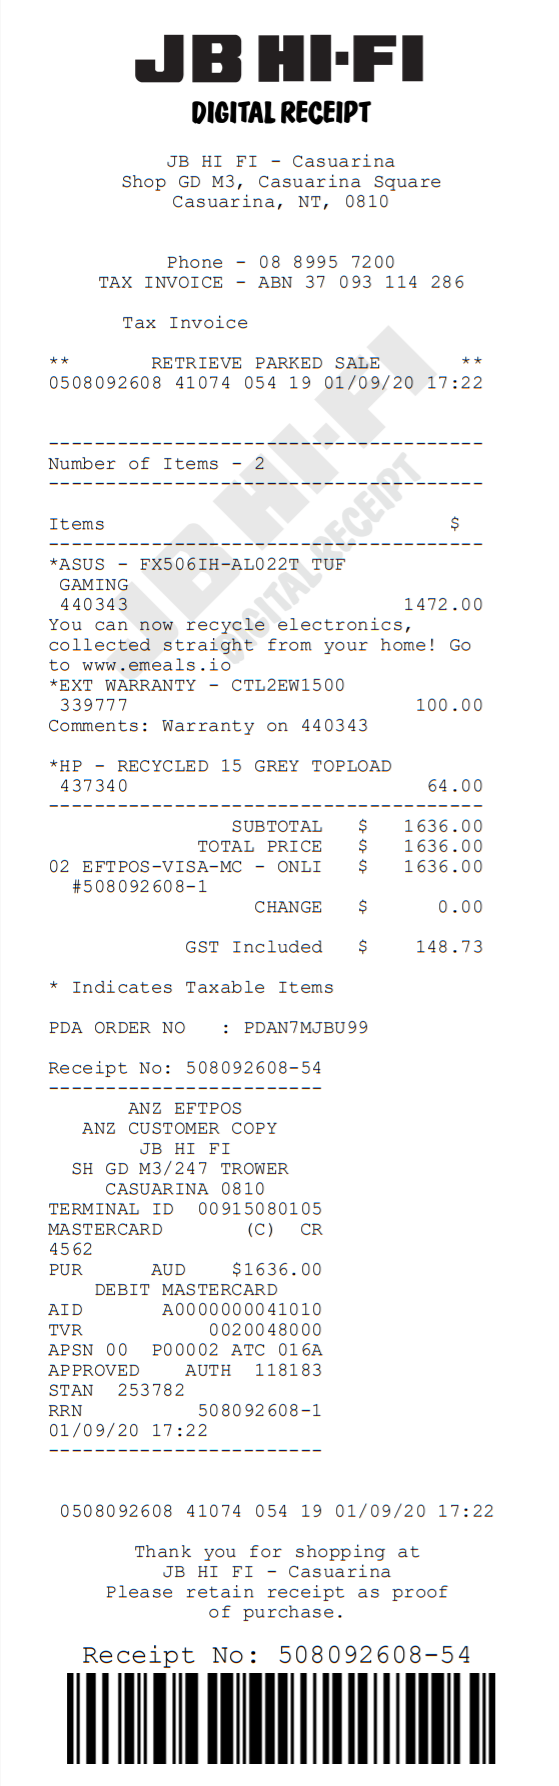 JB HI-FI
DIGITAL RECEIPT
JB HI FI - Casuarina
Shop GD M3, Casuarina Square
Casuarina, NT, 0810
Phone - 08 8995 7200
TAX INVOICE - ABN 37 093 114 286
Tax Invoice
** RETRIEVE PARKED SALE **
0508092608 41074 054 19 01/09/20 17:22
--------------------------------------
Number of Items - 2
--------------------------------------
Items $
--------------------------------------
*ASUS - FX506IH-AL022T TUF
GAMING
440343 1472.00
You can now recycle electronics,
collected straight from your home! Go
to www.emeals.io
*EXT WARRANTY - CTL2EW1500
339777 100.00
Comments: Warranty on 440343
*HP - RECYCLED 15 GREY TOPLOAD
437340 64.00
--------------------------------------
SUBTOTAL $ 1636.00
TOTAL PRICE $ 1636.00
02 EFTPOS-VISA-MC - ONLI $ 1636.00
#508092608-1
CHANGE $ 0.00
GST Included $ 148.73
* Indicates Taxable Items
PDA ORDER NO : PDAN7MJBU99
Receipt No: 508092608-54
------------------------
ANZ EFTPOS
ANZ CUSTOMER COPY
JB HI FI
SH GD M3/247 TROWER
CASUARINA 0810
TERMINAL ID 00915080105
MASTERCARD (C) CR
4562
PUR AUD $1636.00
DEBIT MASTERCARD
AID A0000000041010
TVR 0020048000
APSN 00 P00002 ATC 016A
APPROVED AUTH 118183
STAN 253782
RRN 508092608-1
01/09/20 17:22
------------------------
0508092608 41074 054 19 01/09/20 17:22
Thank you for shopping at
JB HI FI - Casuarina
Please retain receipt as proof
of purchase.
Receipt No: 508092608-54
JB HI-FI
DIGITAL RECEIPT